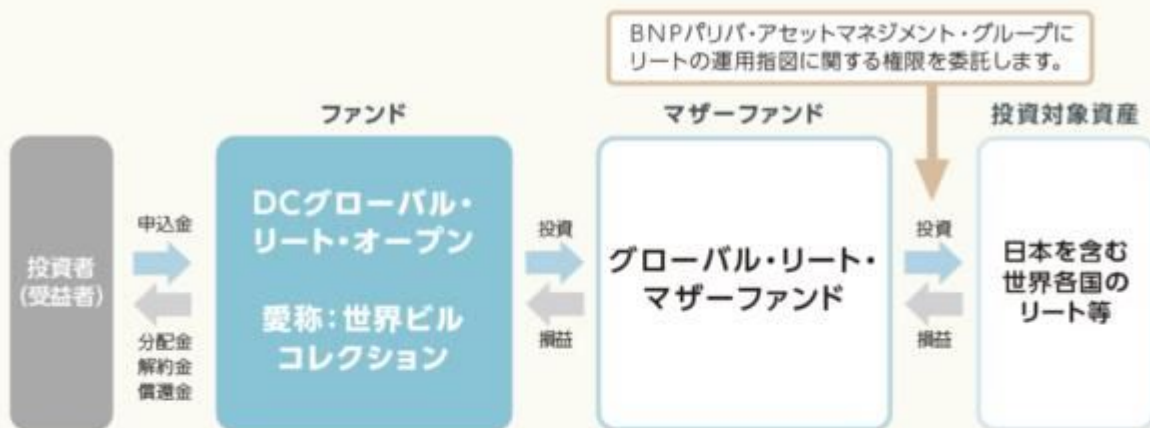 BNPパリバ・アセットマネジメント・グループに
リートの運用指図に関する権限を委託します。
ファンド
マザーファンド
投資対象資産
投資者
(受益者)
申込金
分配金
解約金
償還金
DCグローバル・
リート・オープン
愛称：世界ビル
コレクション
投資
損益
グローバル・リート・
マザーファンド
投資
損益
日本を含む
世界各国の
リート等